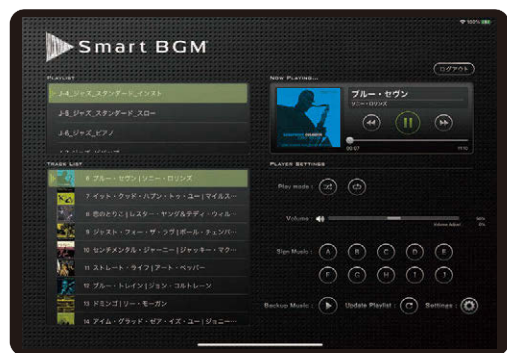 100%
Smart BGM
ログアウト
PLAYLIST
J-4_ジャズ_スタンダード_インスト
J-5_ジャズ_スタンダード_スロー
J-6_ジャズ_ピアノ
TRACK LIST
6 ブルー・セヴン | ソニー・ロリンズ
7 イット・クッド・ハプン・トゥ・ユー | マイルス…
8 恋のとりこ | レスター・ヤング&テディ・ウィル…
9 ジャスト・フォー・ザ・ラヴ | ポール・チェンバ…
10 センチメンタル・ジャーニー | ジャッキー・マク…
11 ストレート・ライフ | アート・ペッパー
12 ブルー・トレイン | ジョン・コルトレーン
13 ドミンゴ | リー・モーガン
14 アイム・グラッド・ゼア・イズ・ユー | ジョニー…
NOW PLAYING...
ブルー・セヴン
ソニー・ロリンズ
00:07
PLAYER SETTINGS
Play mode :
Volume :
Volume Adjust
0%
Sign Music :
A B C D E
F G H I J
Backup Music :
Update Playlist :
Settings :